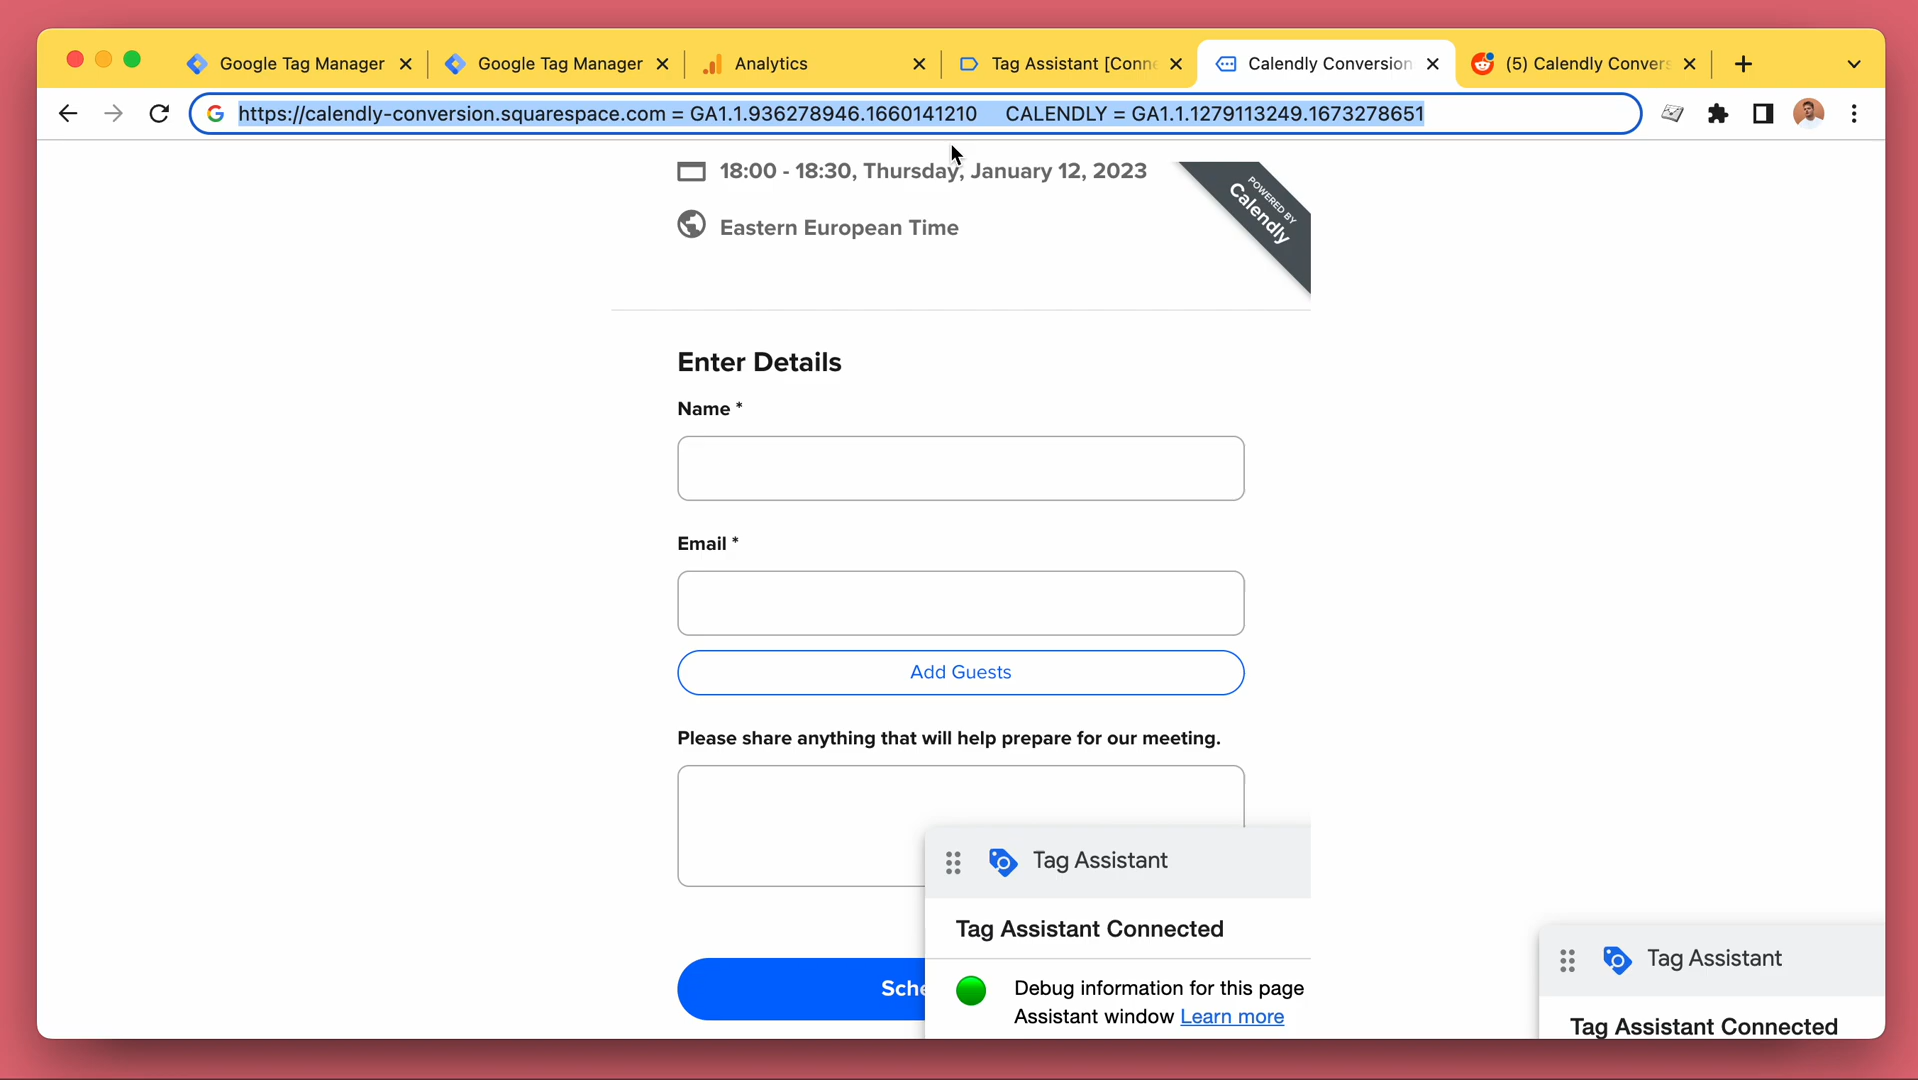 Google Tag Manager
Google Tag Manager
Analytics
Tag Assistant [Conne
Calendly Conversion
(5) Calendly Convers
https://calendly-conversion.squarespace.com = GA1.1.936278946.1660141210 CALENDLY = GA1.1.1279113249.1673278651
18:00 - 18:30, Thursday, January 12, 2023
Eastern European Time
POWERED BY
Calendly
Enter Details
Name *
Email *
Add Guests
Please share anything that will help prepare for our meeting.
Sche
Tag Assistant
Tag Assistant Connected
Debug information for this page
Assistant window Learn more
Tag Assistant
Tag Assistant Connected